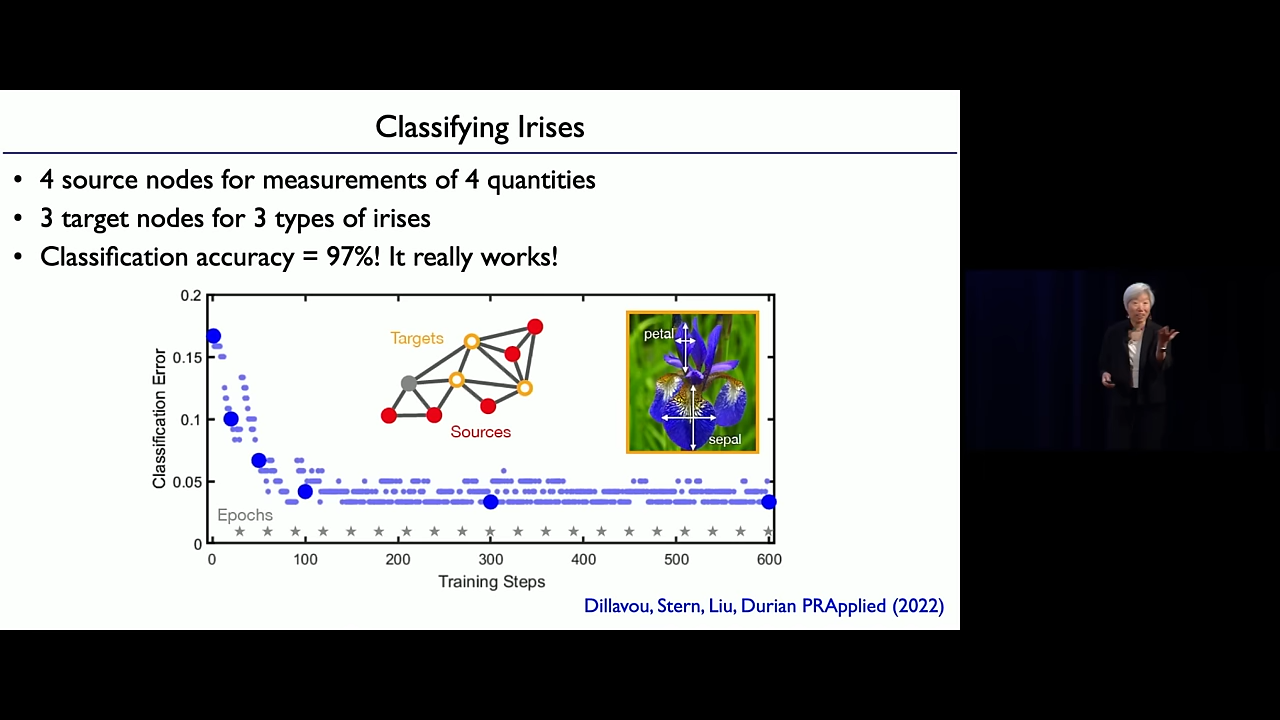 Classifying Irises
• 4 source nodes for measurements of 4 quantities
• 3 target nodes for 3 types of irises
• Classification accuracy = 97%! It really works!
Classification Error
0.2
0.15
0.1
0.05
0
Targets
Sources
petal
sepal
Epochs
0 100 200 300 400 500 600
Training Steps
Dillavou, Stern, Liu, Durian PRApplied (2022)